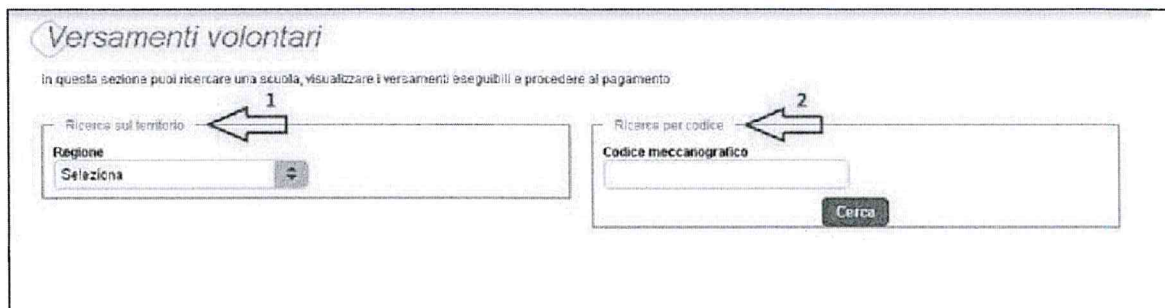 Versamenti volontari
In questa sezione puoi ricercare una scuola, visualizzare i versamenti eseguibili e procedere al pagamento
1
2
Ricerca sul territorio
Ricerca per codice
Regione
Codice meccanografico
Seleziona
Cerca